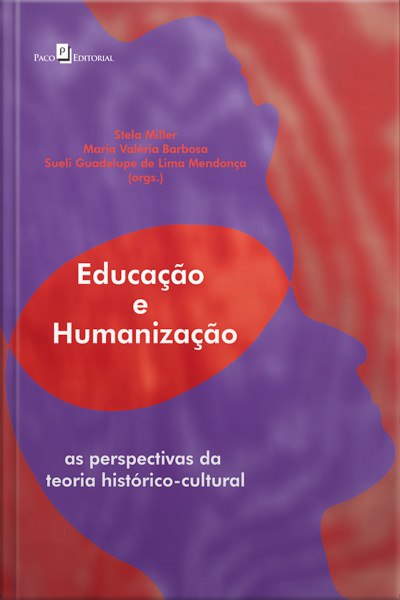 PACO P EDITORIAL
Stela Miller
Maria Valéria Barbosa
Sueli Guadelupe de Lima Mendonça
(orgs.)
Educação
e
Humanização
as perspectivas da
teoria histórico-cultural